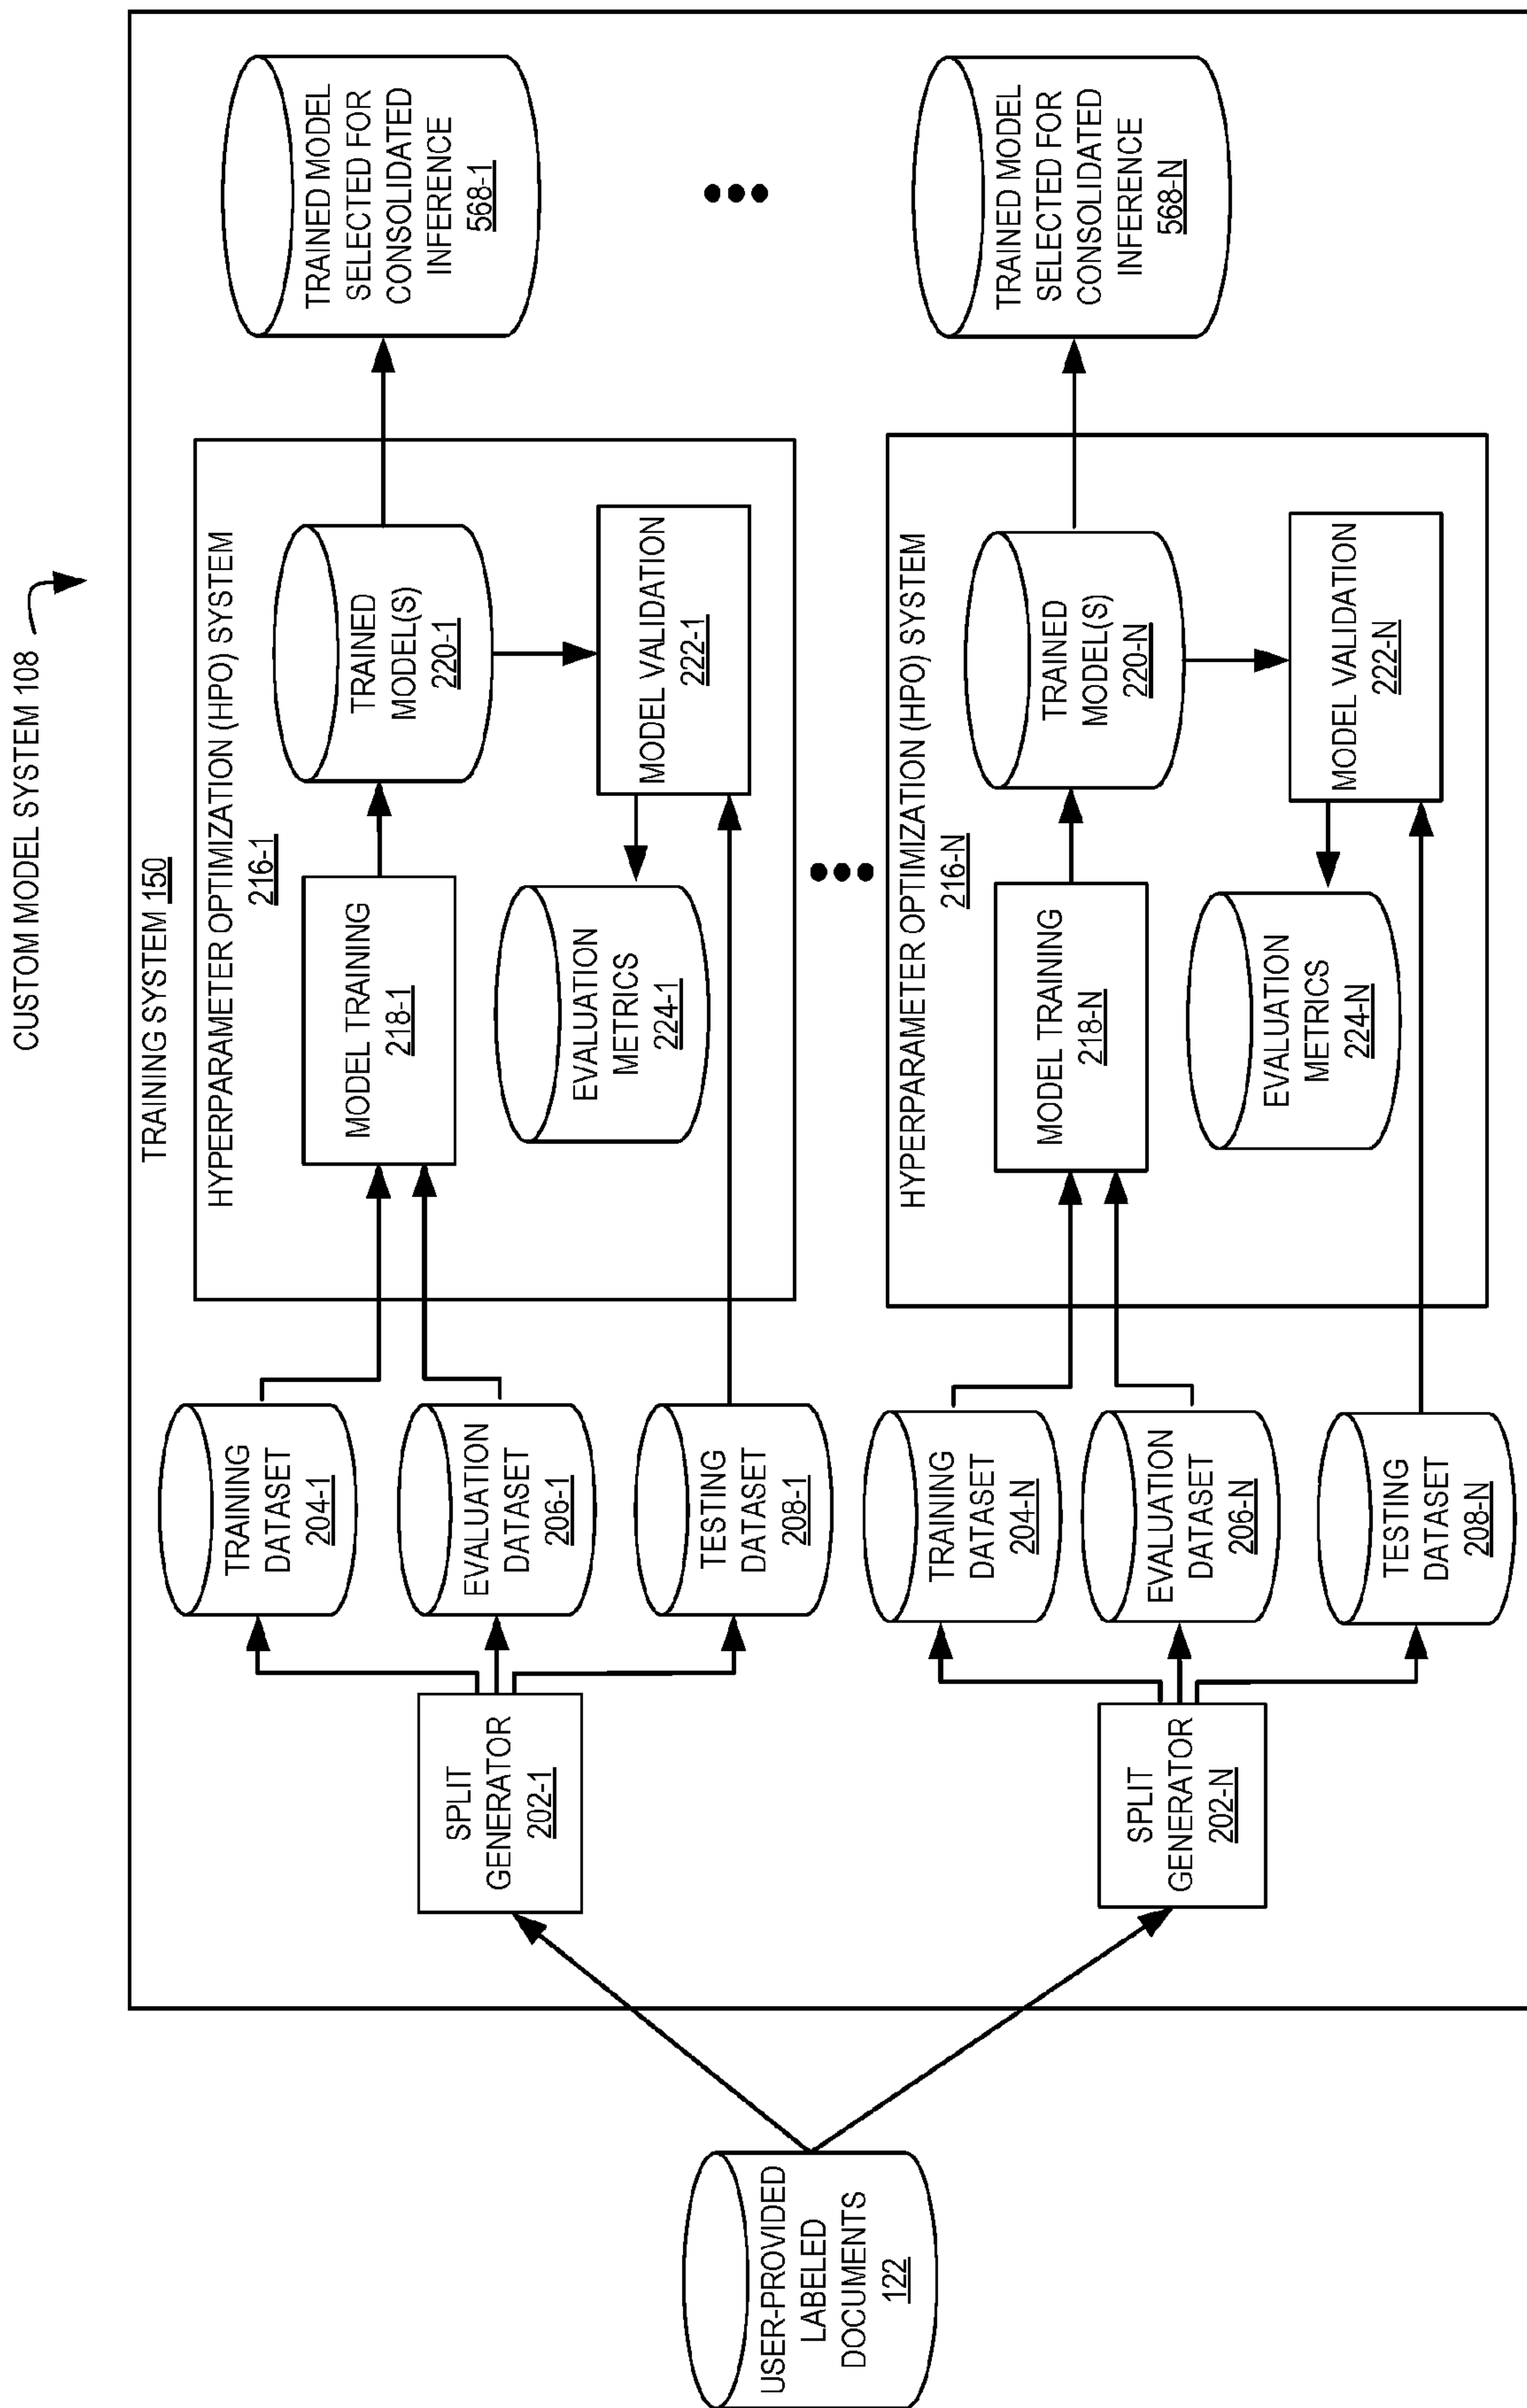 CUSTOM MODEL SYSTEM 108
TRAINING SYSTEM 150
USER-PROVIDED
LABELED
DOCUMENTS
122
SPLIT
GENERATOR
202-1
TRAINING
DATASET
204-1
EVALUATION
DATASET
206-1
TESTING
DATASET
208-1
HYPERPARAMETER OPTIMIZATION (HPO) SYSTEM
216-1
MODEL TRAINING
218-1
TRAINED
MODEL(S)
220-1
MODEL VALIDATION
222-1
EVALUATION
METRICS
224-1
TRAINED MODEL
SELECTED FOR
CONSOLIDATED
INFERENCE
568-1
SPLIT
GENERATOR
202-N
TRAINING
DATASET
204-N
EVALUATION
DATASET
206-N
TESTING
DATASET
208-N
HYPERPARAMETER OPTIMIZATION (HPO) SYSTEM
216-N
MODEL TRAINING
218-N
TRAINED
MODEL(S)
220-N
MODEL VALIDATION
222-N
EVALUATION
METRICS
224-N
TRAINED MODEL
SELECTED FOR
CONSOLIDATED
INFERENCE
568-N